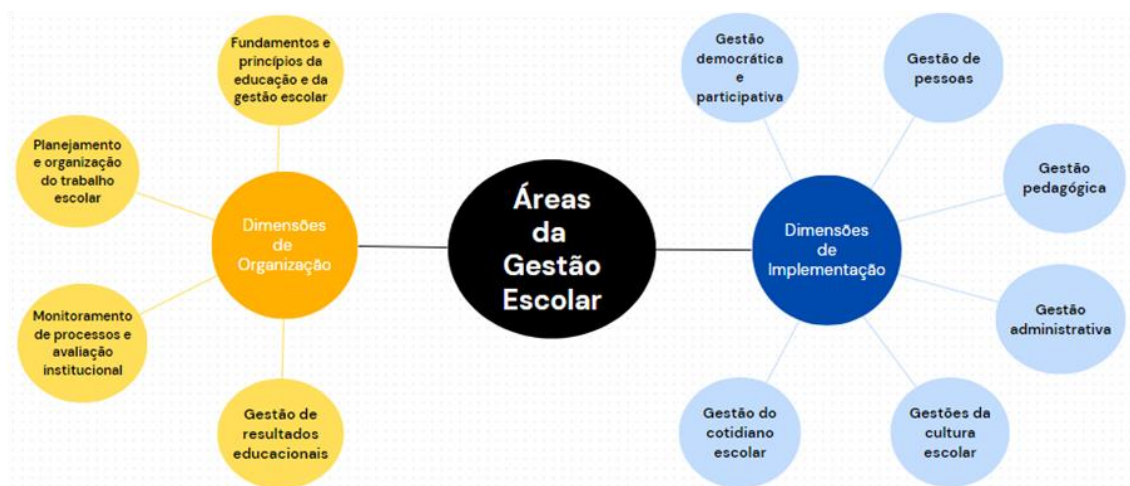 Fundamentos e
princípios da
educação e da
gestão escolar
Planejamento
e organização
do trabalho
escolar
Dimensões
de
Organização
Monitoramento
de processos e
avaliação
institucional
Gestão de
resultados
educacionais
Áreas
da
Gestão
Escolar
Gestão
democrática
e
participativa
Gestão de
pessoas
Gestão
pedagógica
Dimensões
de
Implementação
Gestão
administrativa
Gestão do
cotidiano
escolar
Gestões da
cultura
escolar